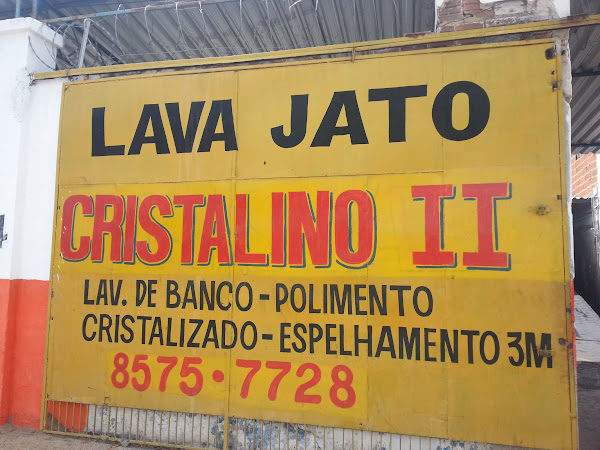 LAVA JATO
CRISTALINO II
LAV. DE BANCO - POLIMENTO
CRISTALIZADO - ESPELHAMENTO 3M
8575·7728